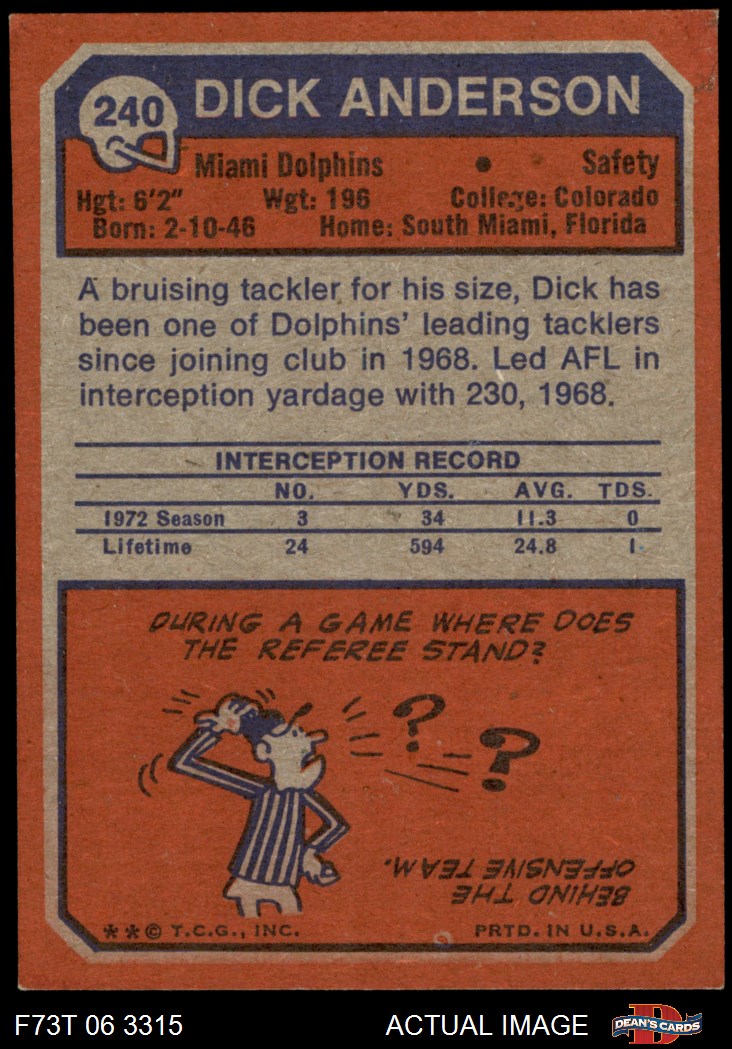 240
DICK ANDERSON
Miami Dolphins • Safety
Hgt: 6'2" Wgt: 196 College: Colorado
Born: 2-10-46 Home: South Miami, Florida
A bruising tackler for his size, Dick has
been one of Dolphins' leading tacklers
since joining club in 1968. Led AFL in
interception yardage with 230, 1968.
INTERCEPTION RECORD
NO. YDS. AVG. TDS.
1972 Season 3 34 11.3 0
Lifetime 24 594 24.8 1
DURING A GAME WHERE DOES
THE REFEREE STAND?
? ?
BEHIND THE
OFFENSIVE TEAM.
**© T.C.G., INC. PRTD. IN U.S.A.
F73T 06 3315 ACTUAL IMAGE D DEAN'S CARDS